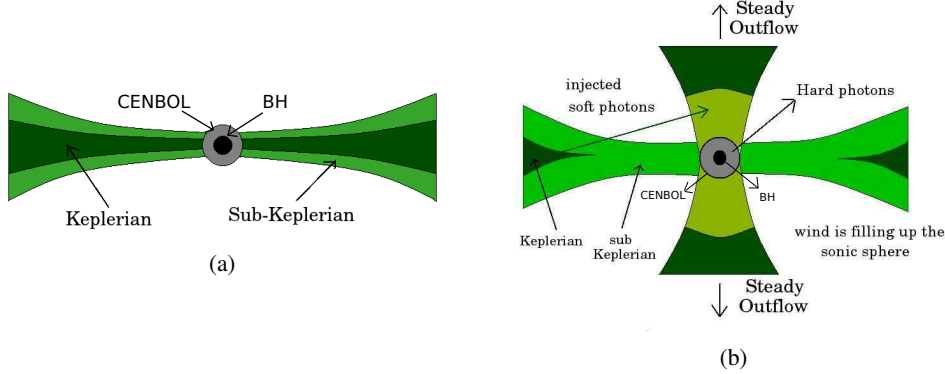 CENBOL
BH
Keplerian
Sub-Keplerian
(a)
Steady
Outflow
injected
soft photons
Hard photons
CENBOL
BH
Keplerian
sub
Keplerian
wind is filling up the
sonic sphere
Steady
Outflow
(b)